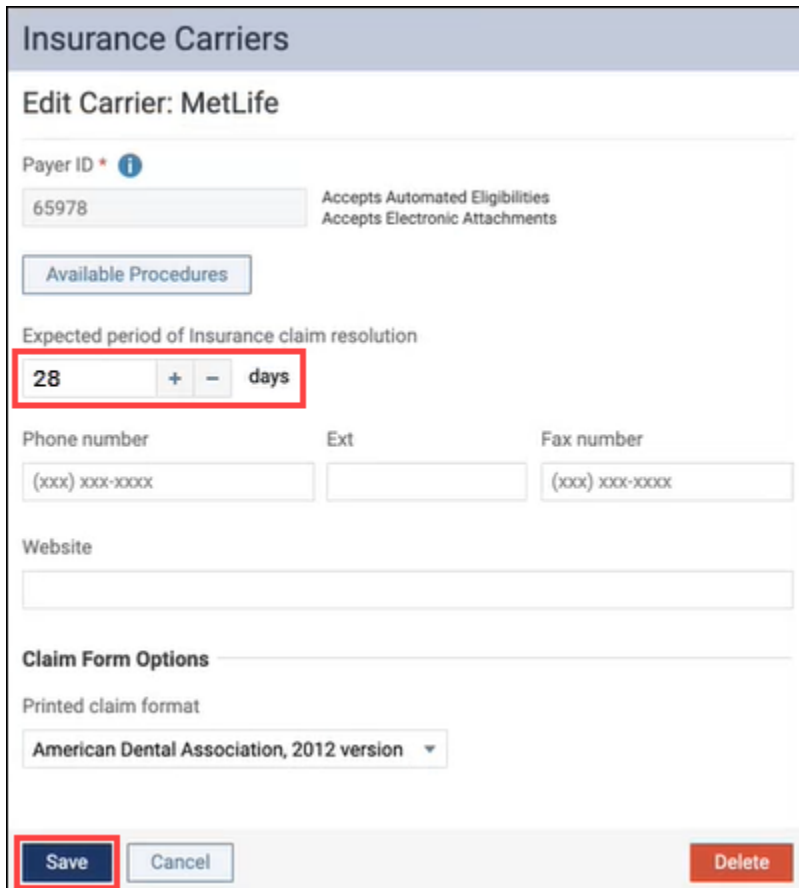 Insurance Carriers
Edit Carrier: MetLife
Payer ID * i
65978
Accepts Automated Eligibilities
Accepts Electronic Attachments
Available Procedures
Expected period of Insurance claim resolution
28 + − days
Phone number Ext Fax number
(xxx) xxx-xxxx (xxx) xxx-xxxx
Website
Claim Form Options
Printed claim format
American Dental Association, 2012 version
Save Cancel Delete